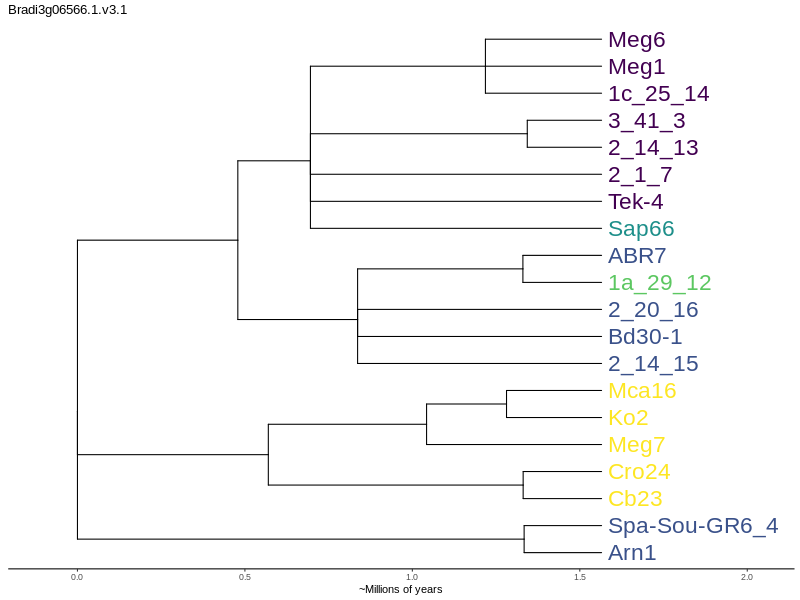 Bradi3g06566.1.v3.1
Meg6
Meg1
1c_25_14
3_41_3
2_14_13
2_1_7
Tek-4
Sap66
ABR7
1a_29_12
2_20_16
Bd30-1
2_14_15
Mca16
Ko2
Meg7
Cro24
Cb23
Spa-Sou-GR6_4
Arn1
0.0 0.5 1.0 1.5 2.0
~Millions of years